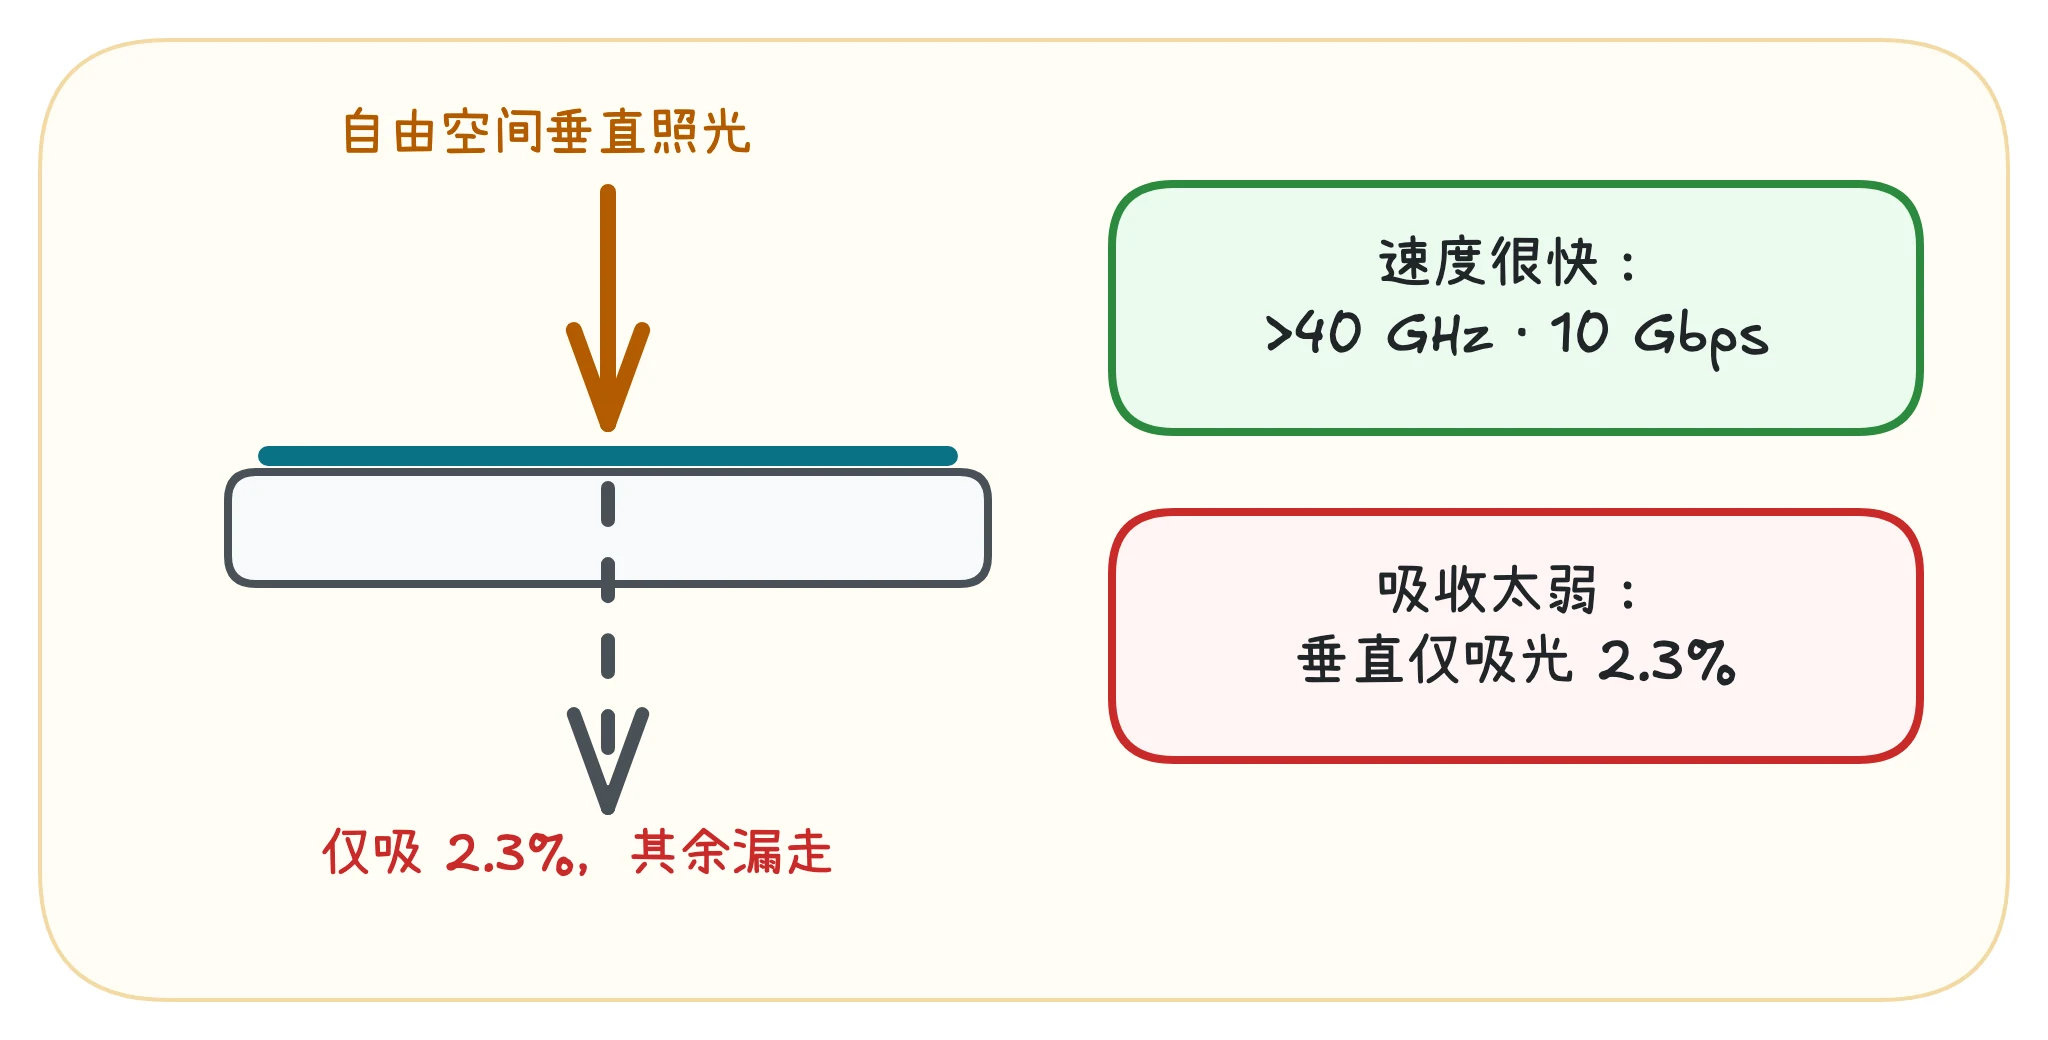 自由空间垂直照光
速度很快：
>40 GHz · 10 Gbps
吸收太弱：
垂直仅吸光 2.3%
仅吸 2.3%，其余漏走